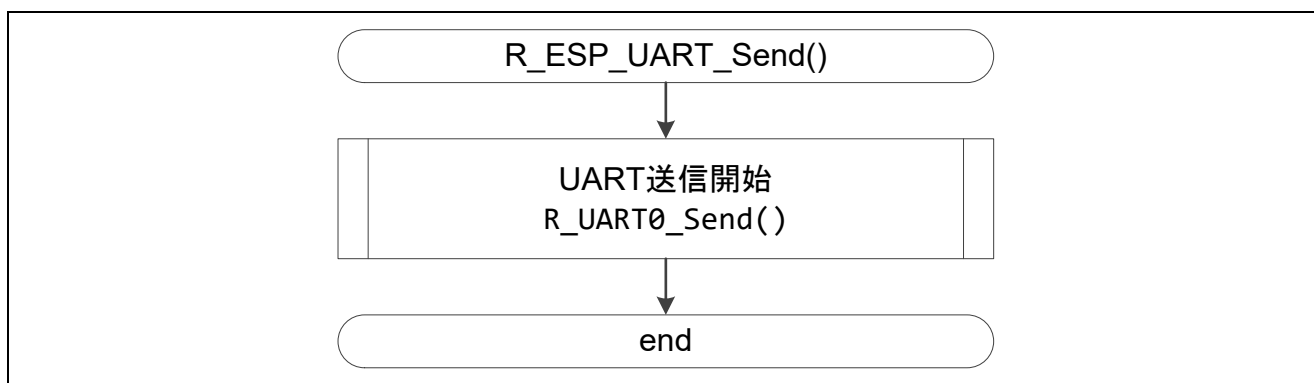 R_ESP_UART_Send()
UART送信開始
R_UART0_Send()
end